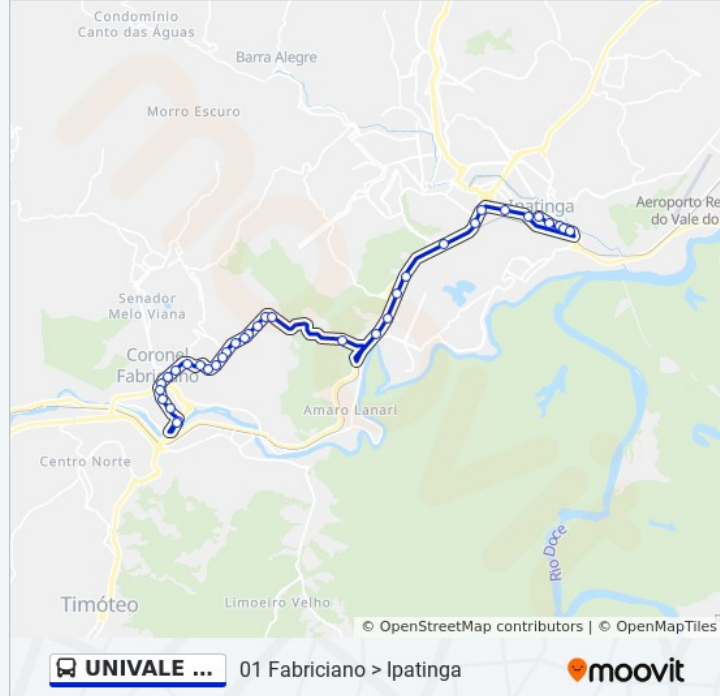 Condomínio
Canto das Águas
Barra Alegre
Morro Escuro
Ipatinga
Aeroporto Re
do Vale do
Senador
Melo Viana
Coronel
Fabriciano
Amaro Lanari
Centro Norte
Rio Doce
Timóteo
Limoeiro Velho
© OpenStreetMap contributors | © OpenMapTiles
UNIVALE ...
01 Fabriciano > Ipatinga
moovit
moovit